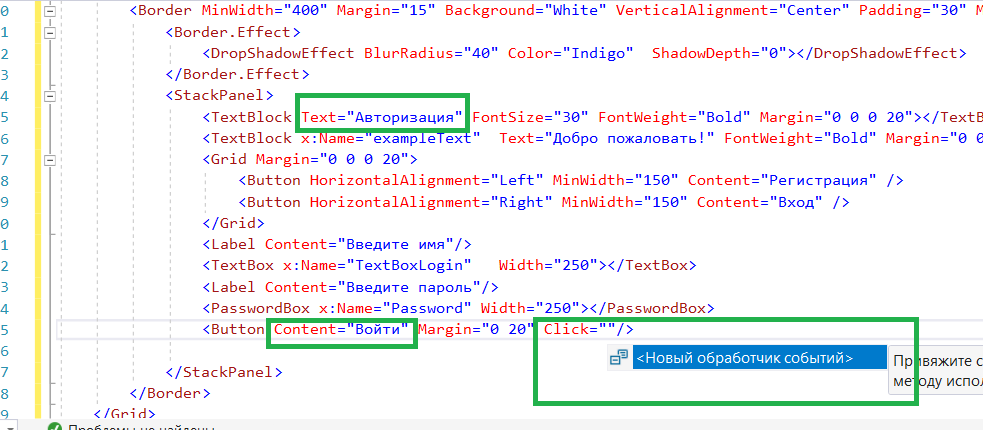 0 <Border MinWidth="400" Margin="15" Background="White" VerticalAlignment="Center" Padding="30" M
1 <Border.Effect>
2 <DropShadowEffect BlurRadius="40" Color="Indigo"  ShadowDepth="0"></DropShadowEffect>
3 </Border.Effect>
4 <StackPanel>
5 <TextBlock Text="Авторизация" FontSize="30" FontWeight="Bold" Margin="0 0 0 20"></TextB
6 <TextBlock x:Name="exampleText"  Text="Добро пожаловать!" FontWeight="Bold" Margin="0 0
7 <Grid Margin="0 0 0 20">
8 <Button HorizontalAlignment="Left" MinWidth="150" Content="Регистрация" />
9 <Button HorizontalAlignment="Right" MinWidth="150" Content="Вход" />
0 </Grid>
1 <Label Content="Введите имя"/>
2 <TextBox x:Name="TextBoxLogin"   Width="250"></TextBox>
3 <Label Content="Введите пароль"/>
4 <PasswordBox x:Name="Password" Width="250"></PasswordBox>
5 <Button Content="Войти" Margin="0 20" Click=""/>
6 <Новый обработчик событий> Привяжите с
7 </StackPanel> методу испол
8 </Border>
9 </Grid>
Проблемы не найдены